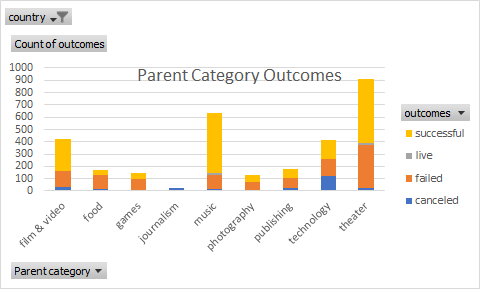 country
Count of outcomes
Parent Category Outcomes
1000
900
800
700
600
500
400
300
200
100
0
film & video
food
games
journalism
music
photography
publishing
technology
theater
outcomes
successful
live
failed
canceled
Parent category